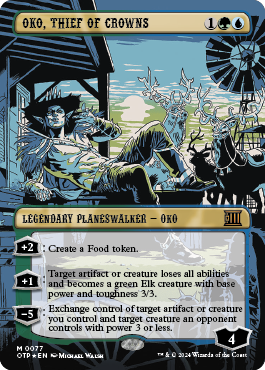 OKO, THIEF OF CROWNS 1
LEGENDARY PLANESWALKER – OKO
+2 : Create a Food token.
+1 : Target artifact or creature loses all abilities
and becomes a green Elk creature with base
power and toughness 3/3.
−5 : Exchange control of target artifact or creature
you control and target creature an opponent
controls with power 3 or less.
4
M 0077
OTP ★ EN MICHAEL WALSH
™ & © 2024 Wizards of the Coast